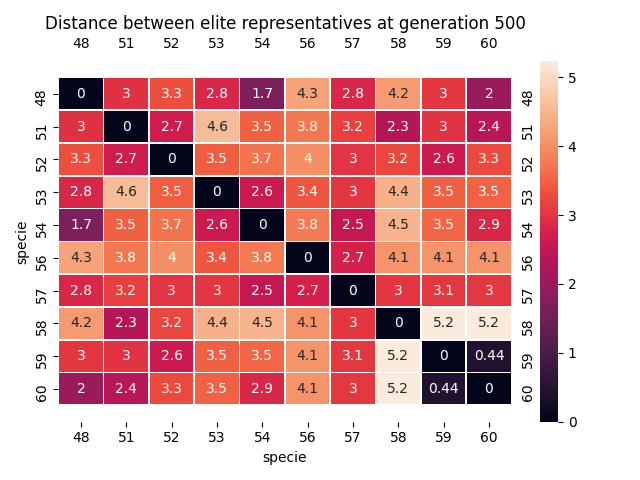 Distance between elite representatives at generation 500
48 51 52 53 54 56 57 58 59 60
48 0 3 3.3 2.8 1.7 4.3 2.8 4.2 3 2 48
51 3 0 2.7 4.6 3.5 3.8 3.2 2.3 3 2.4 51
52 3.3 2.7 0 3.5 3.7 4 3 3.2 2.6 3.3 52
53 2.8 4.6 3.5 0 2.6 3.4 3 4.4 3.5 3.5 53
54 1.7 3.5 3.7 2.6 0 3.8 2.5 4.5 3.5 2.9 54
56 4.3 3.8 4 3.4 3.8 0 2.7 4.1 4.1 4.1 56
57 2.8 3.2 3 3 2.5 2.7 0 3 3.1 3 57
58 4.2 2.3 3.2 4.4 4.5 4.1 3 0 5.2 5.2 58
59 3 3 2.6 3.5 3.5 4.1 3.1 5.2 0 0.44 59
60 2 2.4 3.3 3.5 2.9 4.1 3 5.2 0.44 0 60
48 51 52 53 54 56 57 58 59 60
specie
specie
5
4
3
2
1
0